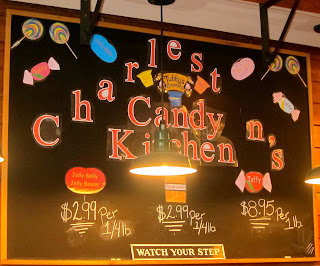 Charleston's
Candy
Kitchen
Jelly Belly
Jelly Beans
Taffy
$2.99 Per
1/4 lb
$2.99 Per
1/4 lb
$8.95 Per
1 lb
WATCH YOUR STEP